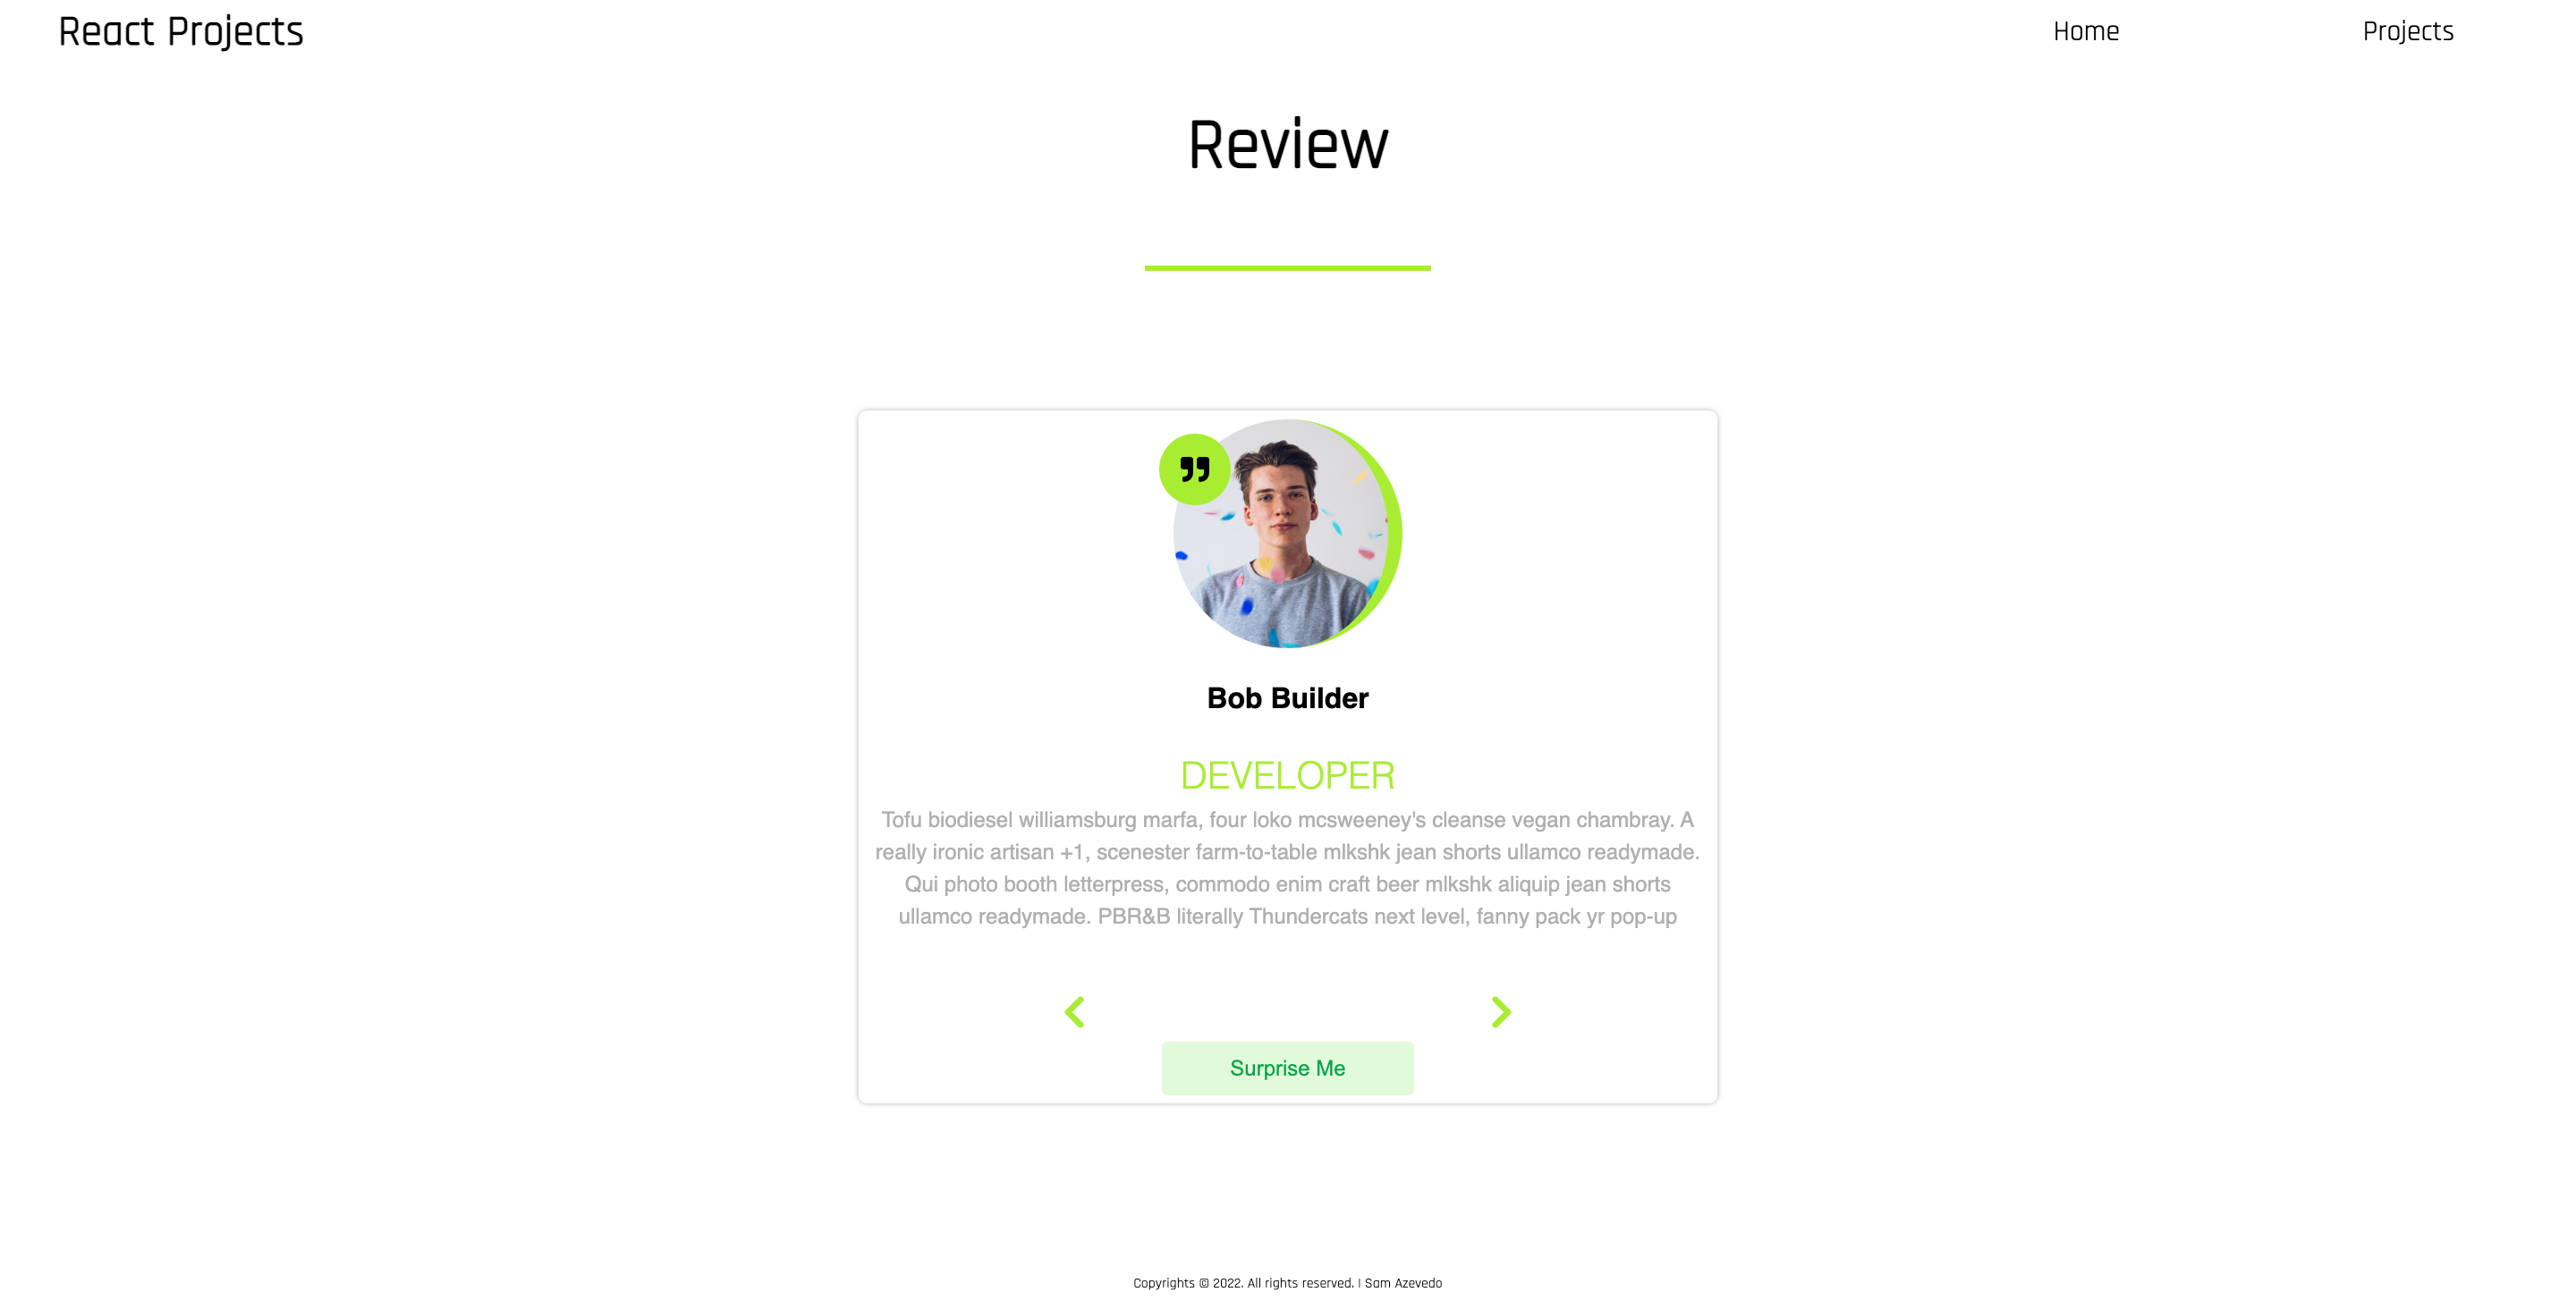 React Projects
Home
Projects
Review
Bob Builder
DEVELOPER
Tofu biodiesel williamsburg marfa, four loko mcsweeney's cleanse vegan chambray. A
really ironic artisan +1, scenester farm-to-table mlkshk jean shorts ullamco readymade.
Qui photo booth letterpress, commodo enim craft beer mlkshk aliquip jean shorts
ullamco readymade. PBR&B literally Thundercats next level, fanny pack yr pop-up
Surprise Me
Copyrights © 2022. All rights reserved. | Sam Azevedo